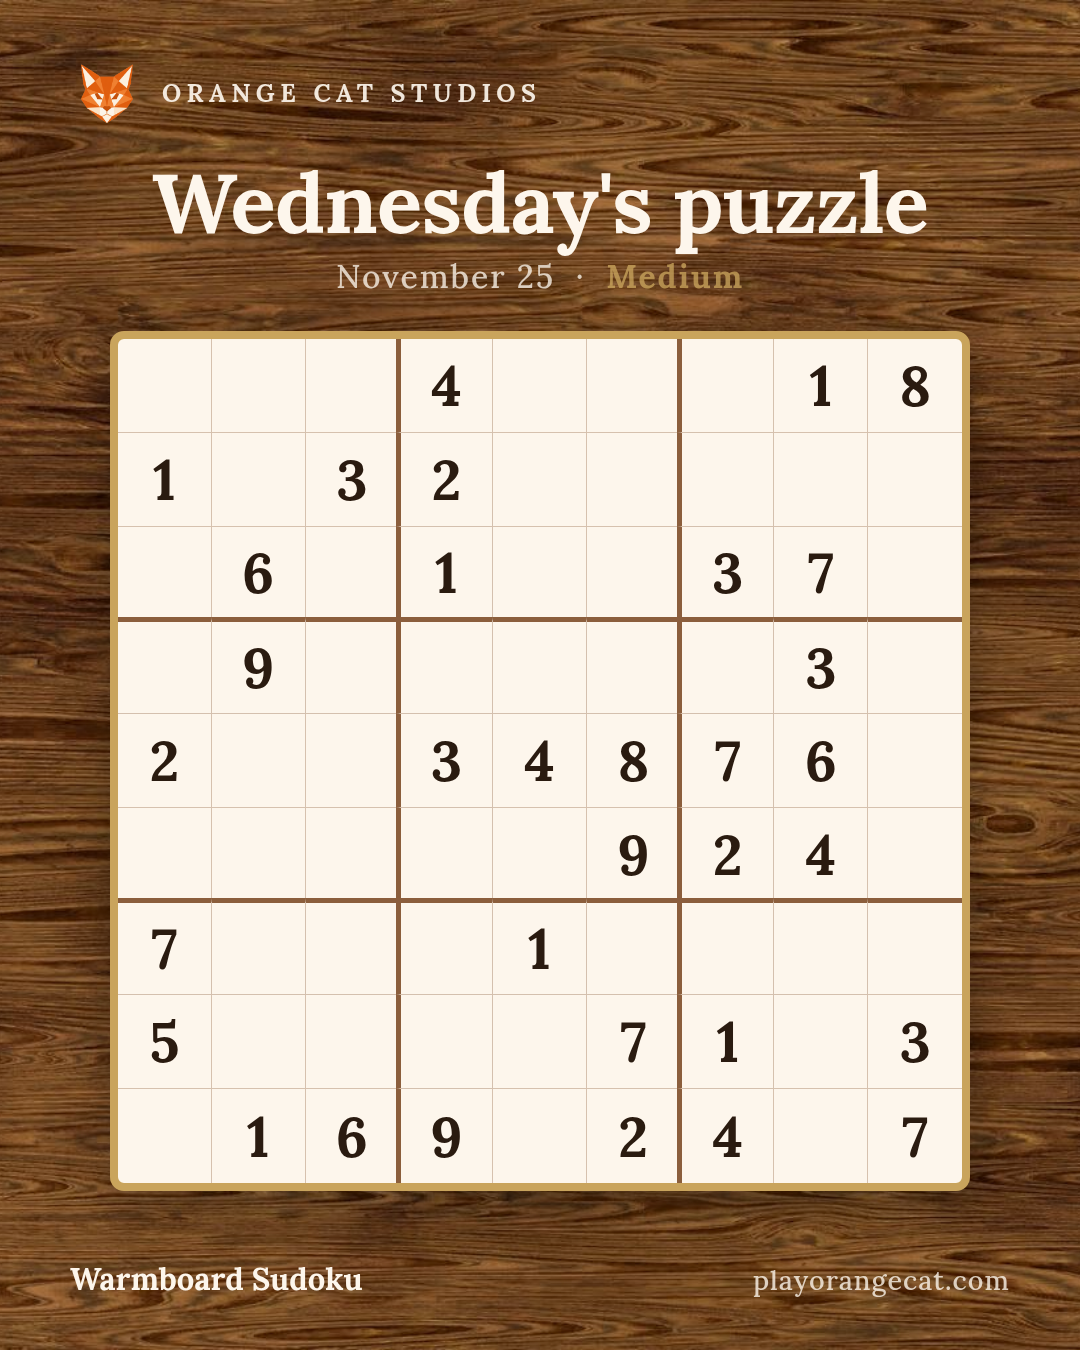 ORANGE CAT STUDIOS
Wednesday's puzzle
November 25 · Medium
4 1 8
1 3 2
6 1 3 7
9 3
2 3 4 8 7 6
9 2 4
7 1
5 7 1 3
1 6 9 2 4 7
Warmboard Sudoku
playorangecat.com